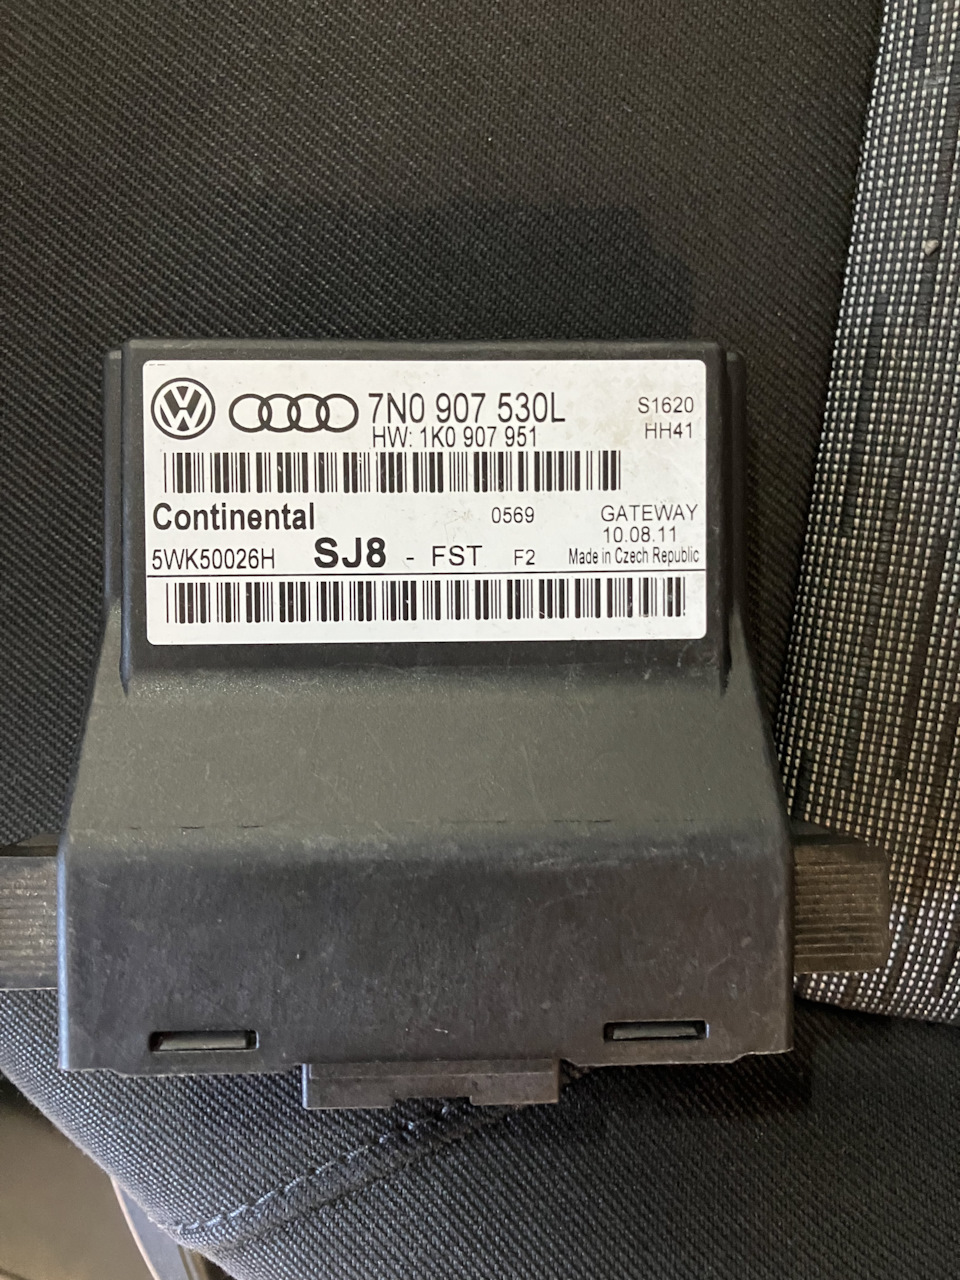 7N0 907 530L
S1620
HW: 1K0 907 951
HH41
Continental
0569
GATEWAY
10.08.11
5WK50026H SJ8 - FST F2 Made in Czech Republic